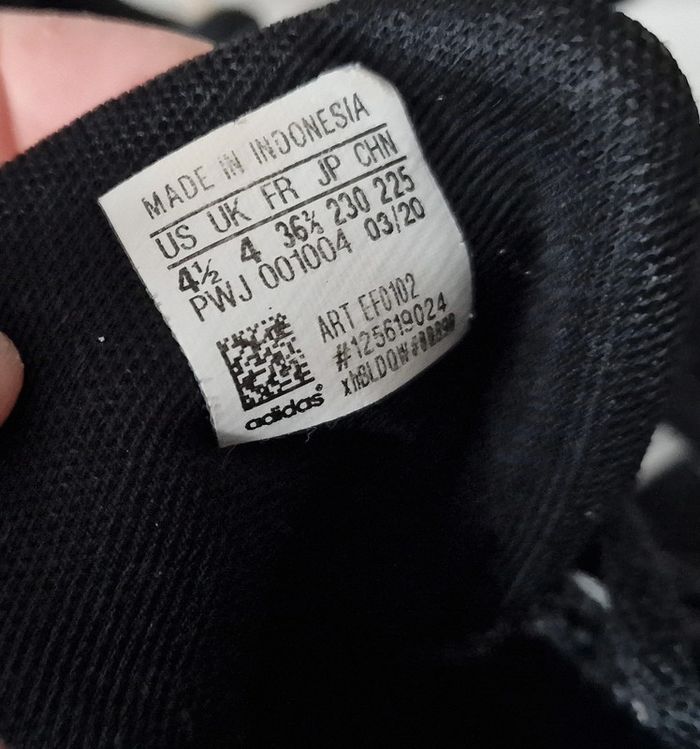 MADE IN INDONESIA
US UK FR JP CHN
4½ 4 36⅔ 230 225
PWJ 001004 03/20
ART EF0102
#125619024
adidas®